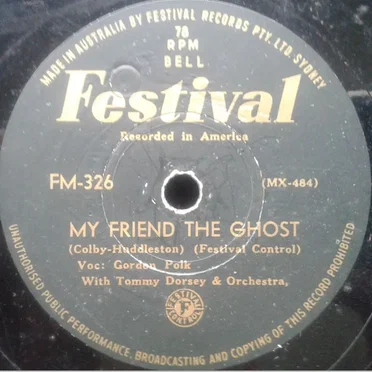 MADE IN AUSTRALIA BY FESTIVAL RECORDS PTY. LTD. SYDNEY
78
RPM
BELL
Festival
Recorded in America
FM-326
(MX-484)
MY FRIEND THE GHOST
(Colby-Huddleston) (Festival Control)
Voc: Gordon Polk
With Tommy Dorsey & Orchestra.
FESTIVAL
F
CONTROL
UNAUTHORISED PUBLIC PERFORMANCE, BROADCASTING AND COPYING OF THIS RECORD PROHIBITED